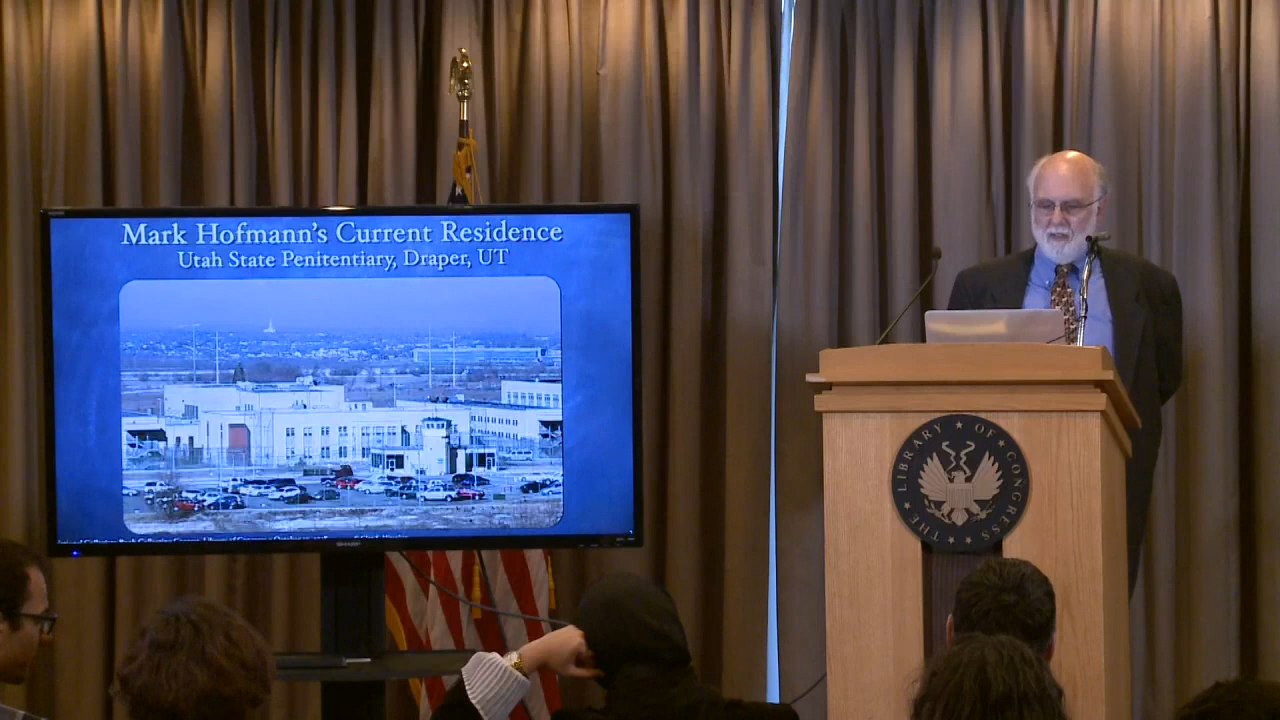 Mark Hofmann's Current Residence
Utah State Penitentiary, Draper, UT
THE LIBRARY OF CONGRESS
SHARP